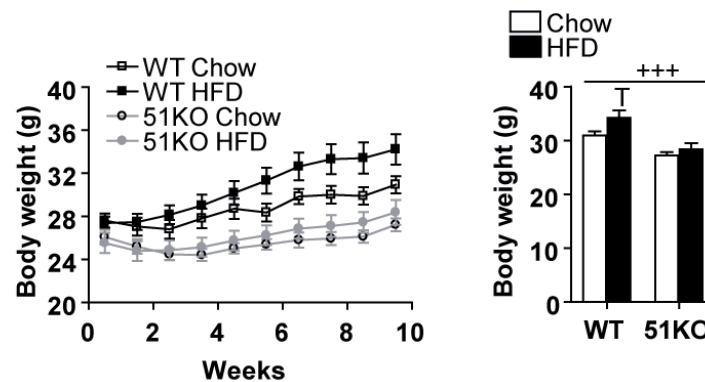 WT Chow
WT HFD
51KO Chow
51KO HFD
Body weight (g)
40
36
32
28
24
20
0 2 4 6 8 10
Weeks
Chow
HFD
+++
T
Body weight (g)
40
30
20
10
0
WT 51KO